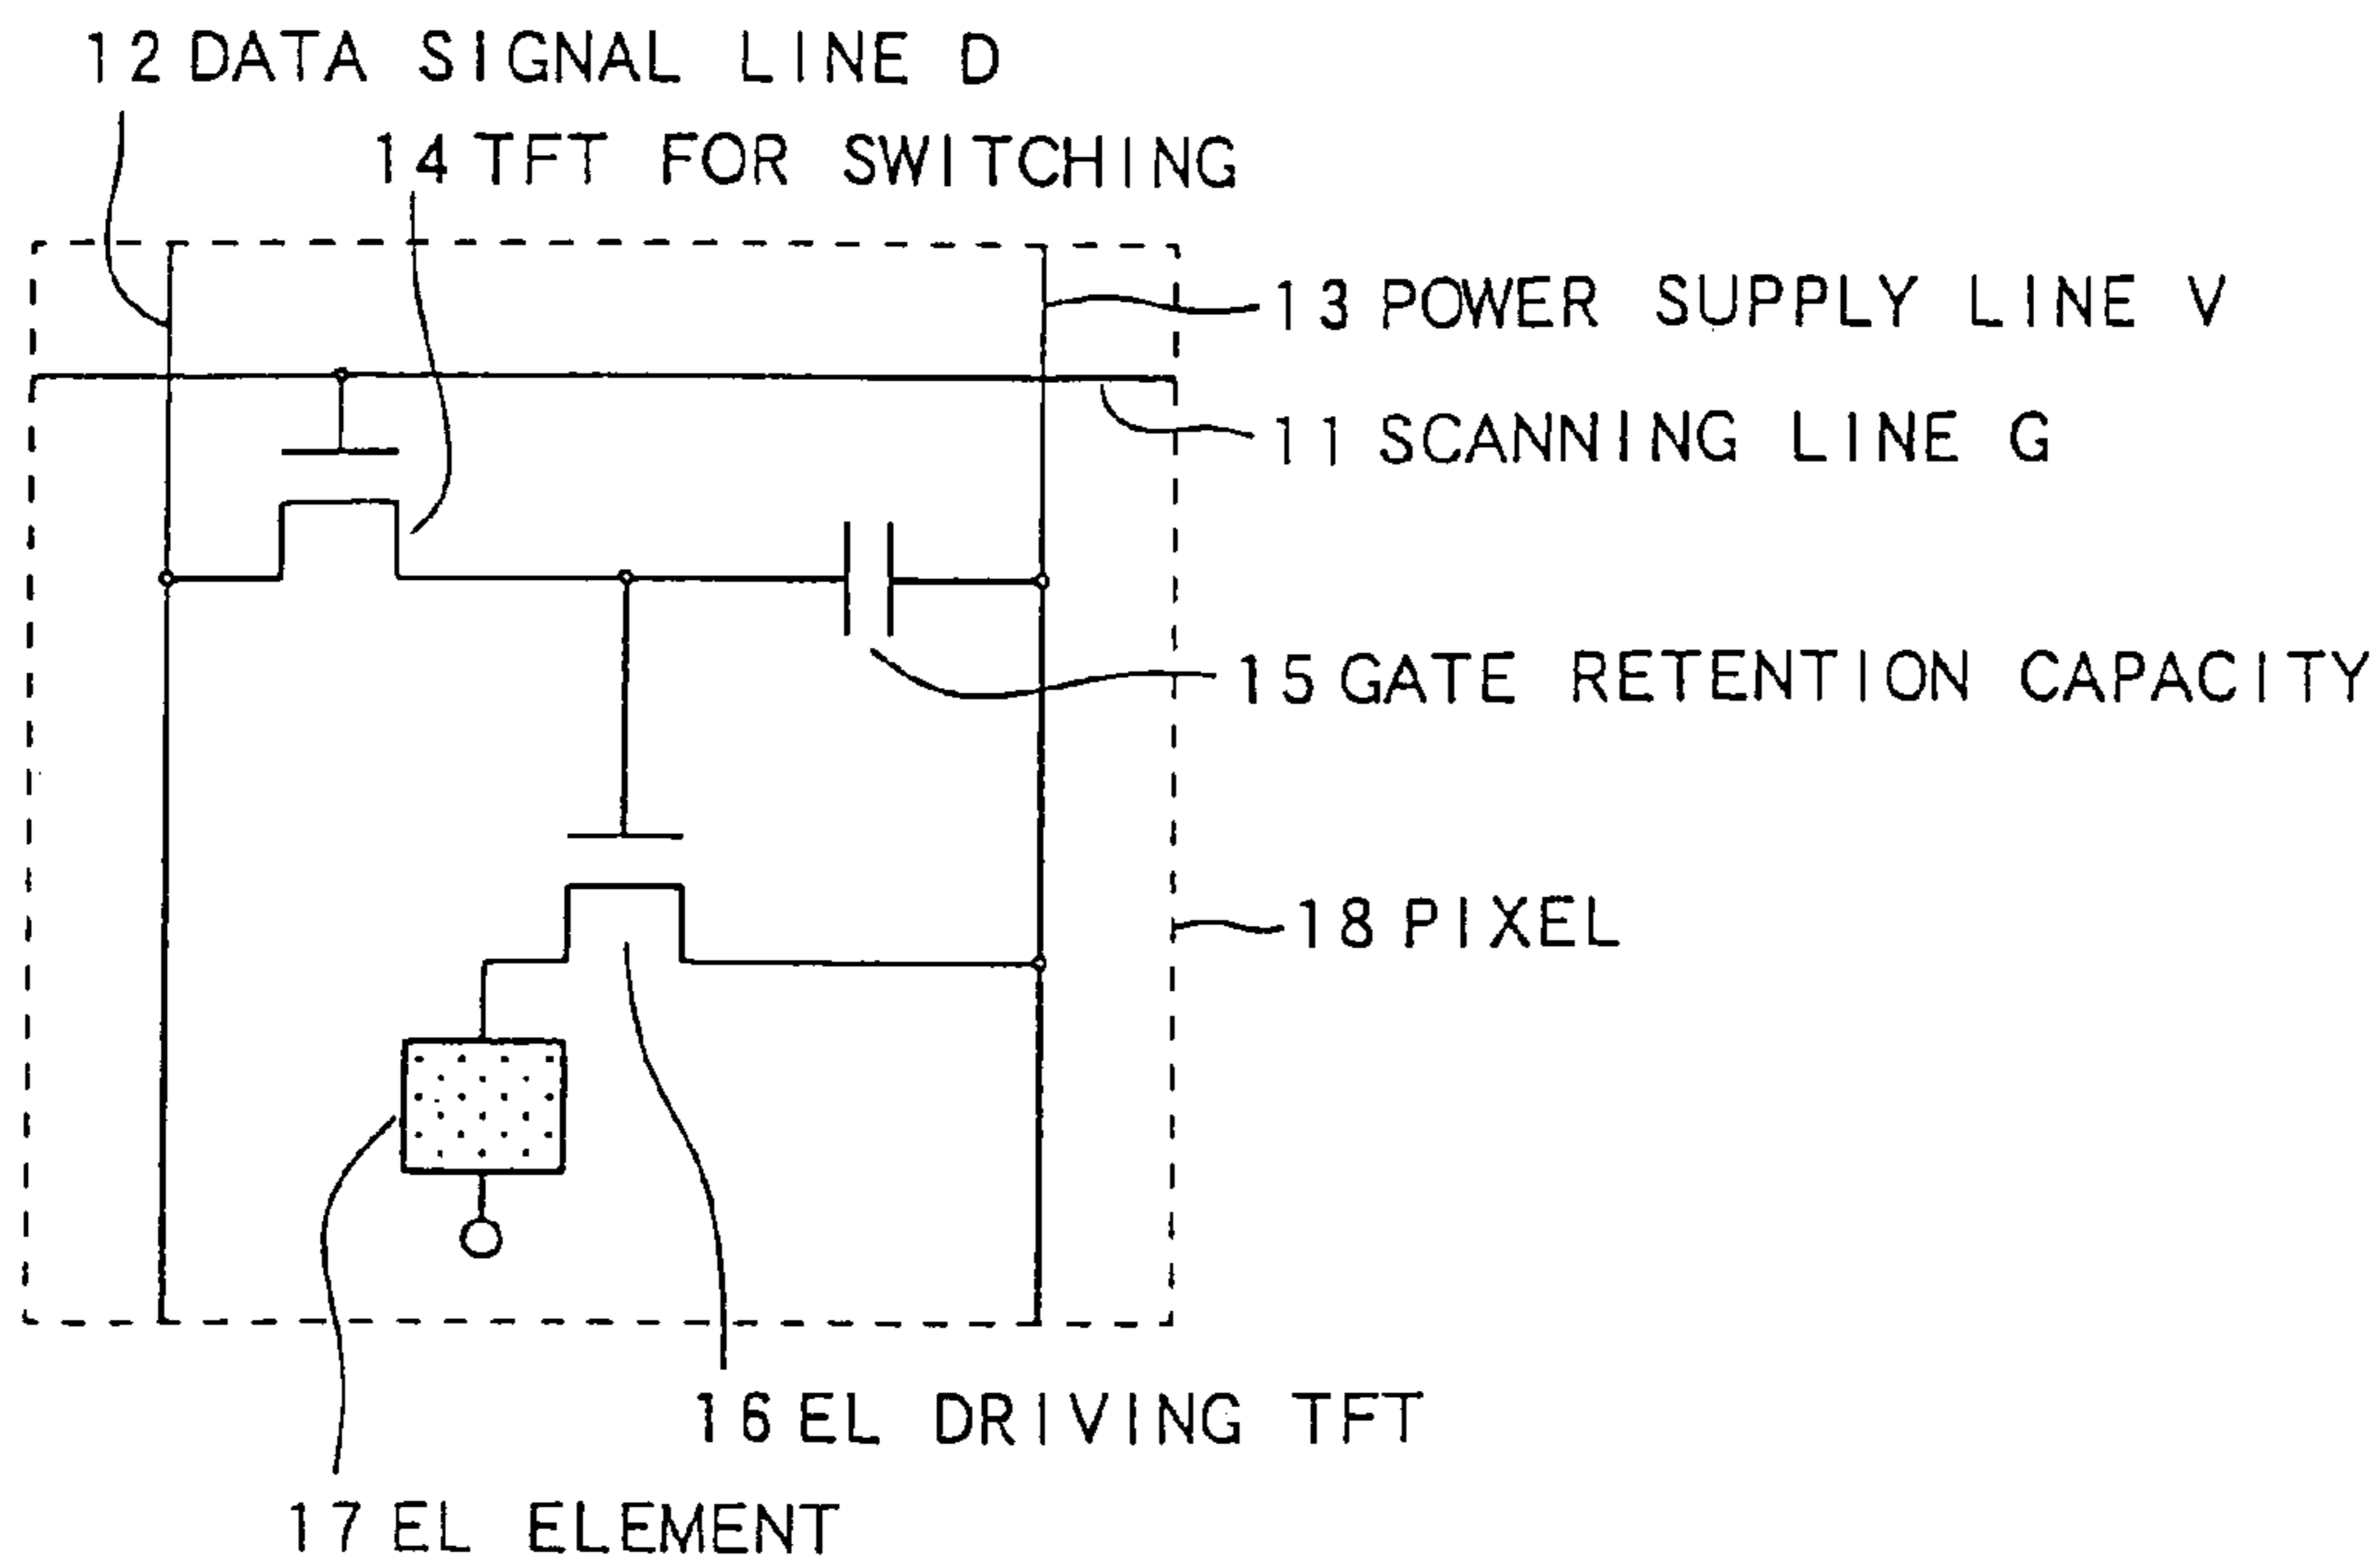 12 DATA SIGNAL LINE D
14 TFT FOR SWITCHING
13 POWER SUPPLY LINE V
11 SCANNING LINE G
15 GATE RETENTION CAPACITY
18 PIXEL
16 EL DRIVING TFT
17 EL ELEMENT